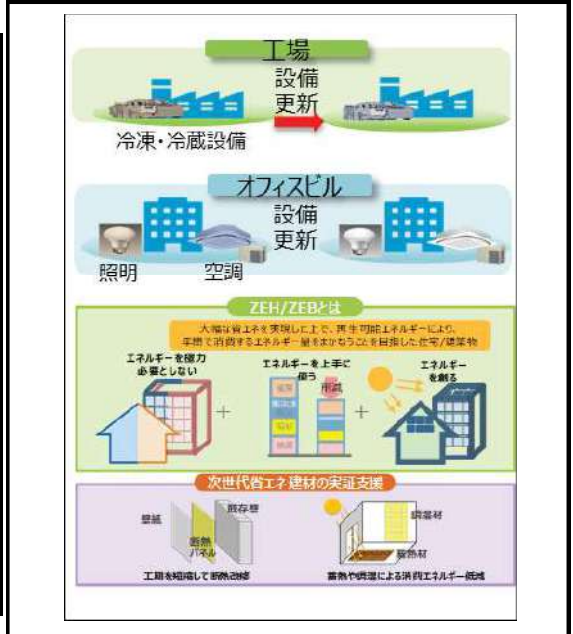 工場
設備
更新
冷凍・冷蔵設備
オフィスビル
設備
更新
照明
空調
ZEH/ZEBとは
大幅な省エネを実現した上で、再生可能エネルギーにより、
年間で消費するエネルギー量をまかなうことを目指した住宅/建築物
エネルギーを極力
必要としない
エネルギーを上手に
使う
エネルギー
を創る
+
削減
+
次世代省エネ建材の実証支援
壁紙
断熱
パネル
既存壁
調湿材
蓄熱材
工期を短縮して断熱改修
蓄熱や調湿による消費エネルギー低減